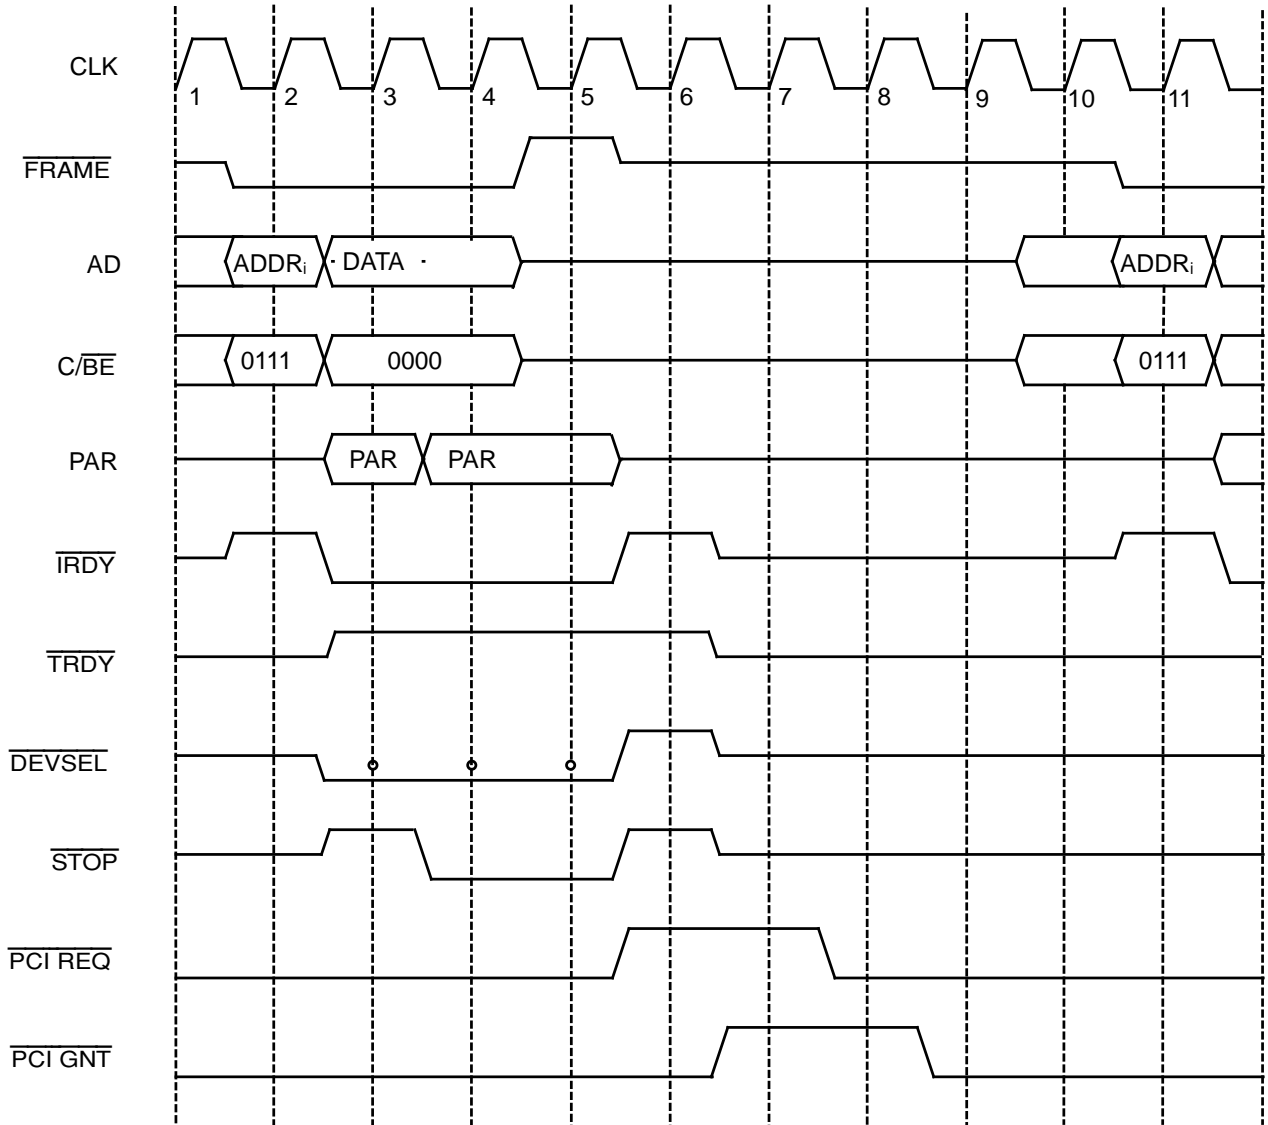 CLK
1 2 3 4 5 6 7 8 9 10 11
FRAME
AD
ADDRi DATA ADDRi
C/BE
0111 0000 0111
PAR
PAR PAR
IRDY
TRDY
DEVSEL
STOP
PCI REQ
PCI GNT